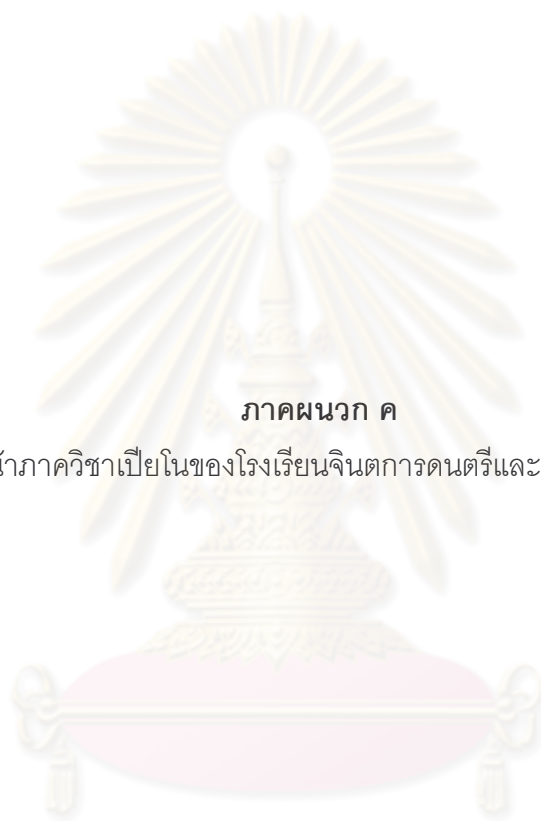 ภาคผนวก ค
น้าภาควิชาเปียโนของโรงเรียนจินตการดนตรีและ